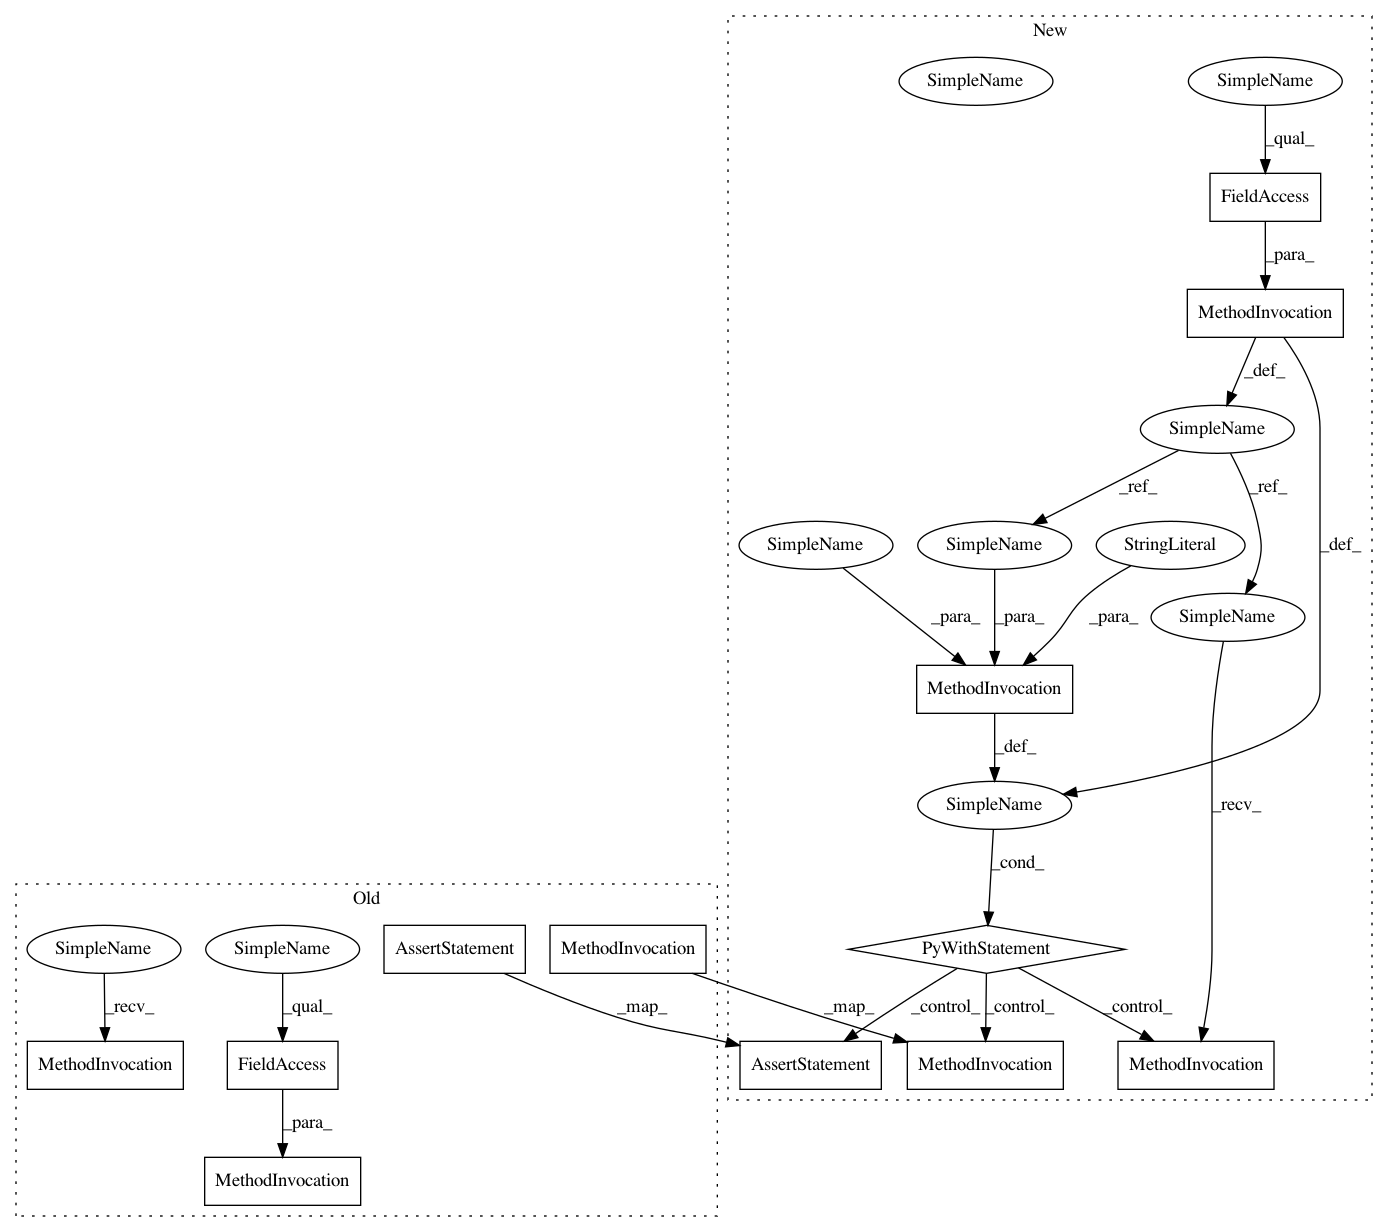 New
SimpleName
SimpleName
_qual_
FieldAccess
_para_
MethodInvocation
_def_
SimpleName
_ref_
_ref_
SimpleName
SimpleName
StringLiteral
_def_
_para_
_para_
_para_
SimpleName
MethodInvocation
_def_
SimpleName
_recv_
_cond_
Old
SimpleName
SimpleName
AssertStatement
MethodInvocation
PyWithStatement
_recv_
_qual_
_map_
_map_
_control_
_control_
_control_
MethodInvocation
FieldAccess
AssertStatement
MethodInvocation
MethodInvocation
_para_
MethodInvocation